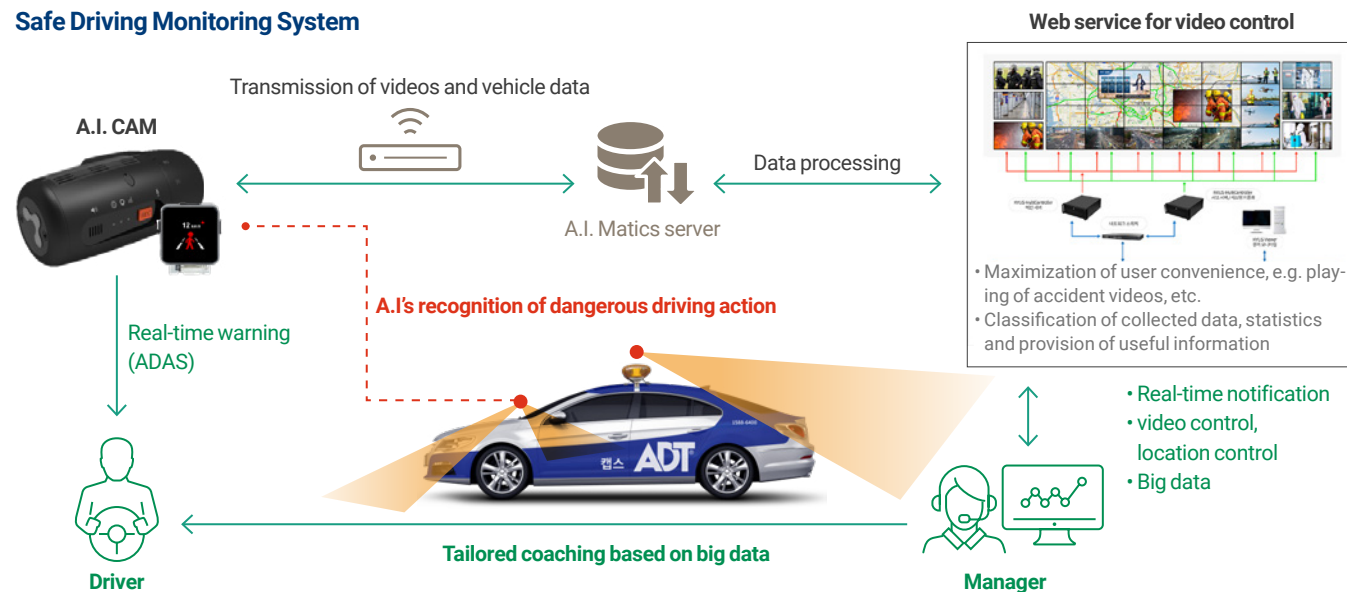 Safe Driving Monitoring System
Web service for video control
Transmission of videos and vehicle data
A.I. CAM
Data processing
A.I. Matics server
12
• Maximization of user convenience, e.g. play-
ing of accident videos, etc.
• Classification of collected data, statistics
and provision of useful information
A.I's recognition of dangerous driving action
Real-time warning
(ADAS)
캡스 ADT
• Real-time notification
• video control,
location control
• Big data
Tailored coaching based on big data
Driver
Manager